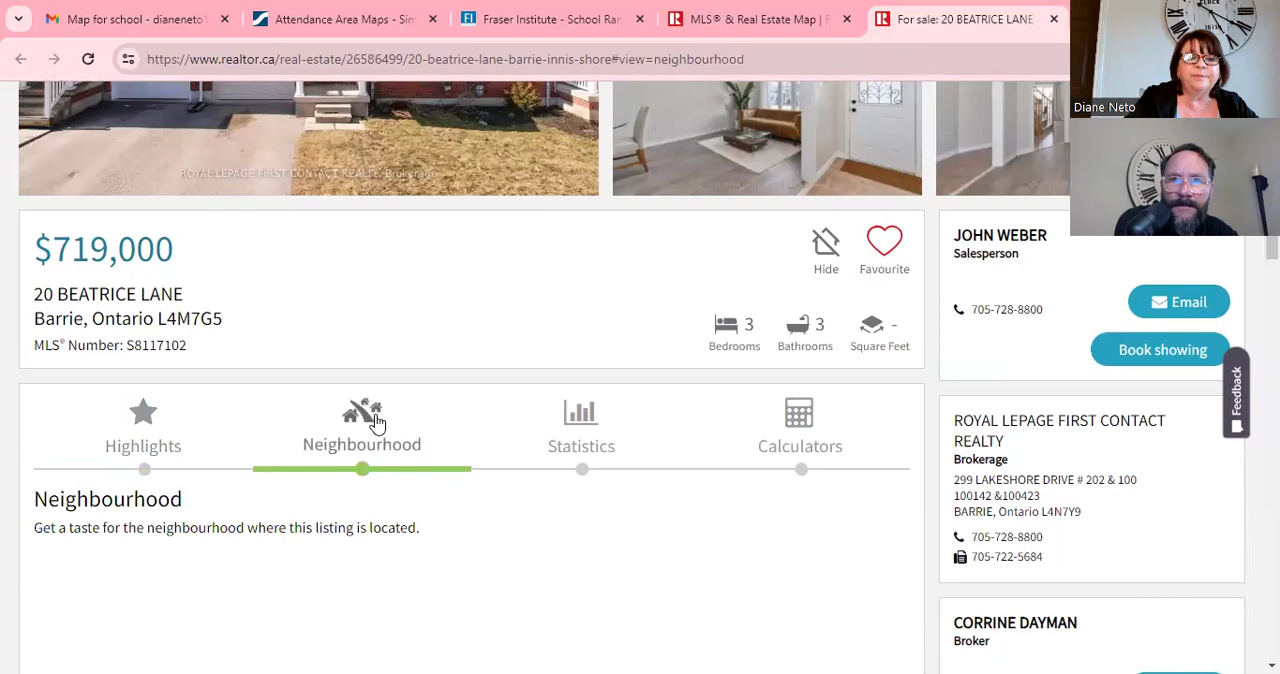 Map for school - dianeneto1
Attendance Area Maps - Sim
Fraser Institute - School Ran
MLS® & Real Estate Map | R
For sale: 20 BEATRICE LANE
https://www.realtor.ca/real-estate/26586499/20-beatrice-lane-barrie-innis-shore#view=neighbourhood
Diane Neto
ROYAL LEPAGE FIRST CONTACT REALTY, Brokerage
$719,000
20 BEATRICE LANE
Barrie, Ontario L4M7G5
MLS® Number: S8117102
Hide
Favourite
3
Bedrooms
3
Bathrooms
-
Square Feet
JOHN WEBER
Salesperson
705-728-8800
Email
Book showing
Feedback
Highlights
Neighbourhood
Statistics
Calculators
Neighbourhood
Get a taste for the neighbourhood where this listing is located.
ROYAL LEPAGE FIRST CONTACT
REALTY
Brokerage
299 LAKESHORE DRIVE # 202 & 100
100142 &100423
BARRIE, Ontario L4N7Y9
705-728-8800
705-722-5684
CORRINE DAYMAN
Broker